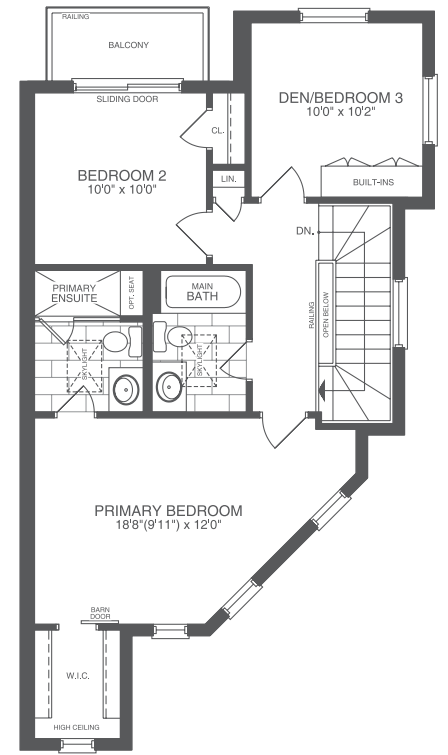 RAILING
BALCONY
SLIDING DOOR
DEN/BEDROOM 3
10'0" x 10'2"
CL.
BEDROOM 2
10'0" x 10'0"
LIN.
BUILT-INS
DN.
PRIMARY
ENSUITE
OPT. SEAT
MAIN
BATH
RAILING
OPEN BELOW
SKYLIGHT
SKYLIGHT
PRIMARY BEDROOM
18'8"(9'11") x 12'0"
BARN
DOOR
W.I.C.
HIGH CEILING